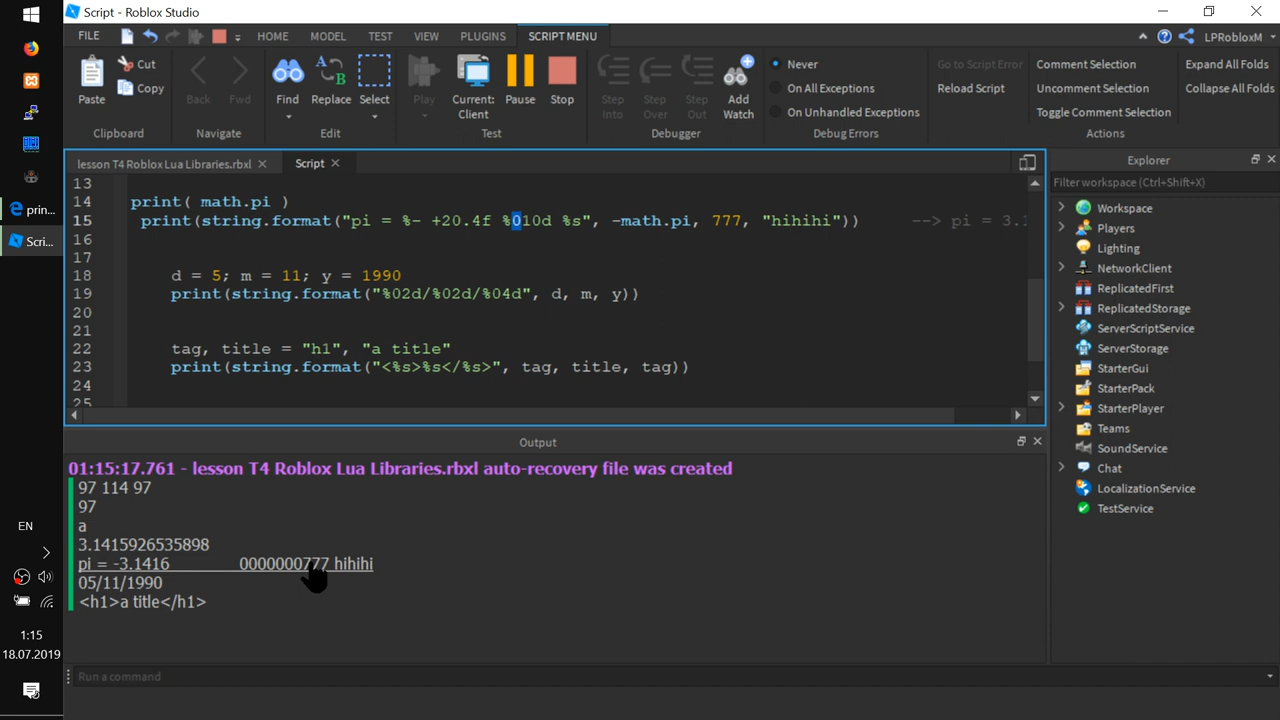 Script - Roblox Studio
FILE HOME MODEL TEST VIEW PLUGINS SCRIPT MENU LPRobloxM
Paste Cut Copy Clipboard
Back Fwd Navigate
Find Replace Select Edit
Play Current: Client Pause Stop Test
Step Into Step Over Step Out Add Watch Debugger
Never
On All Exceptions
On Unhandled Exceptions
Debug Errors
Go to Script Error
Reload Script
Comment Selection
Uncomment Selection
Toggle Comment Selection
Expand All Folds
Collapse All Folds
Actions
lesson T4 Roblox Lua Libraries.rbxl Script
13
14 print( math.pi )
15 print(string.format("pi = %- +20.4f %010d %s", -math.pi, 777, "hihihi")) --> pi = 3.1
16
17
18 d = 5; m = 11; y = 1990
19 print(string.format("%02d/%02d/%04d", d, m, y))
20
21
22 tag, title = "h1", "a title"
23 print(string.format("<%s>%s</%s>", tag, title, tag))
24
25
Output
01:15:17.761 - lesson T4 Roblox Lua Libraries.rbxl auto-recovery file was created
97 114 97
97
a
3.1415926535898
pi = -3.1416 0000000777 hihihi
05/11/1990
<h1>a title</h1>
Run a command
Explorer
Filter workspace (Ctrl+Shift+X)
Workspace
Players
Lighting
NetworkClient
ReplicatedFirst
ReplicatedStorage
ServerScriptService
ServerStorage
StarterGui
StarterPack
StarterPlayer
Teams
SoundService
Chat
LocalizationService
TestService
prin...
Scri...
EN
1:15
18.07.2019